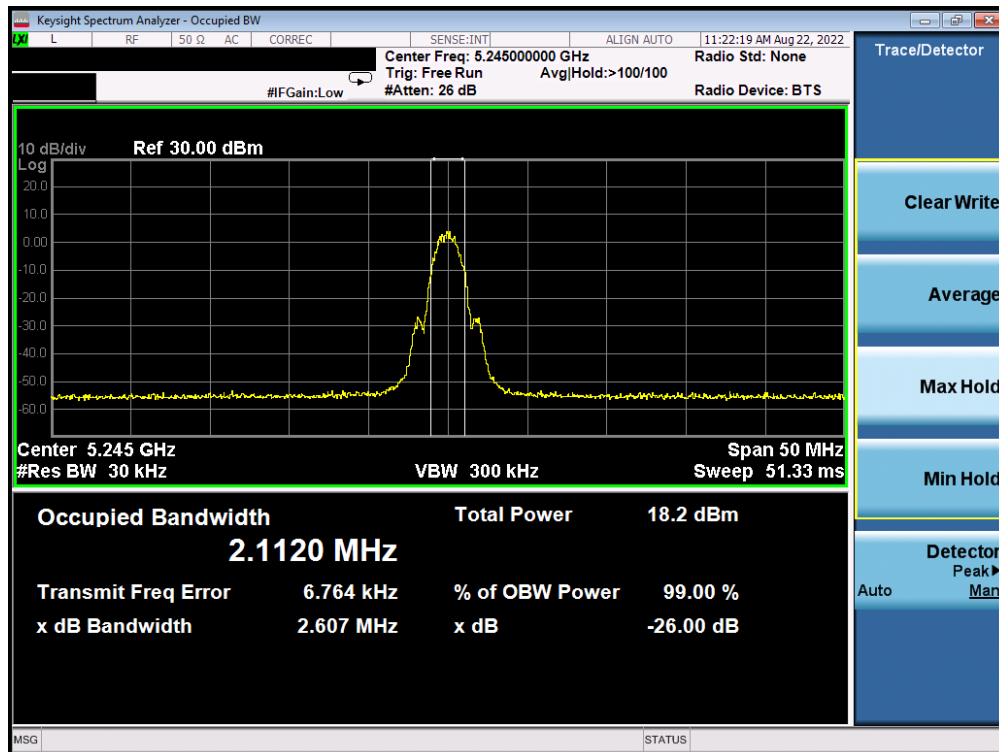 Keysight Spectrum Analyzer - Occupied BW
LXI L RF 50 Ω AC CORREC SENSE:INT ALIGN AUTO 11:22:19 AM Aug 22, 2022
Center Freq: 5.245000000 GHz Radio Std: None
Trig: Free Run Avg|Hold:>100/100
#IFGain:Low #Atten: 26 dB Radio Device: BTS
Trace/Detector
10 dB/div Ref 30.00 dBm
Log
20.0
10.0
0.00
-10.0
-20.0
-30.0
-40.0
-50.0
-60.0
Center 5.245 GHz Span 50 MHz
#Res BW 30 kHz VBW 300 kHz Sweep 51.33 ms
Occupied Bandwidth Total Power 18.2 dBm
2.1120 MHz
Transmit Freq Error 6.764 kHz % of OBW Power 99.00 %
x dB Bandwidth 2.607 MHz x dB -26.00 dB
Clear Write
Average
Max Hold
Min Hold
Detector
Peak▶
Auto Man
MSG STATUS